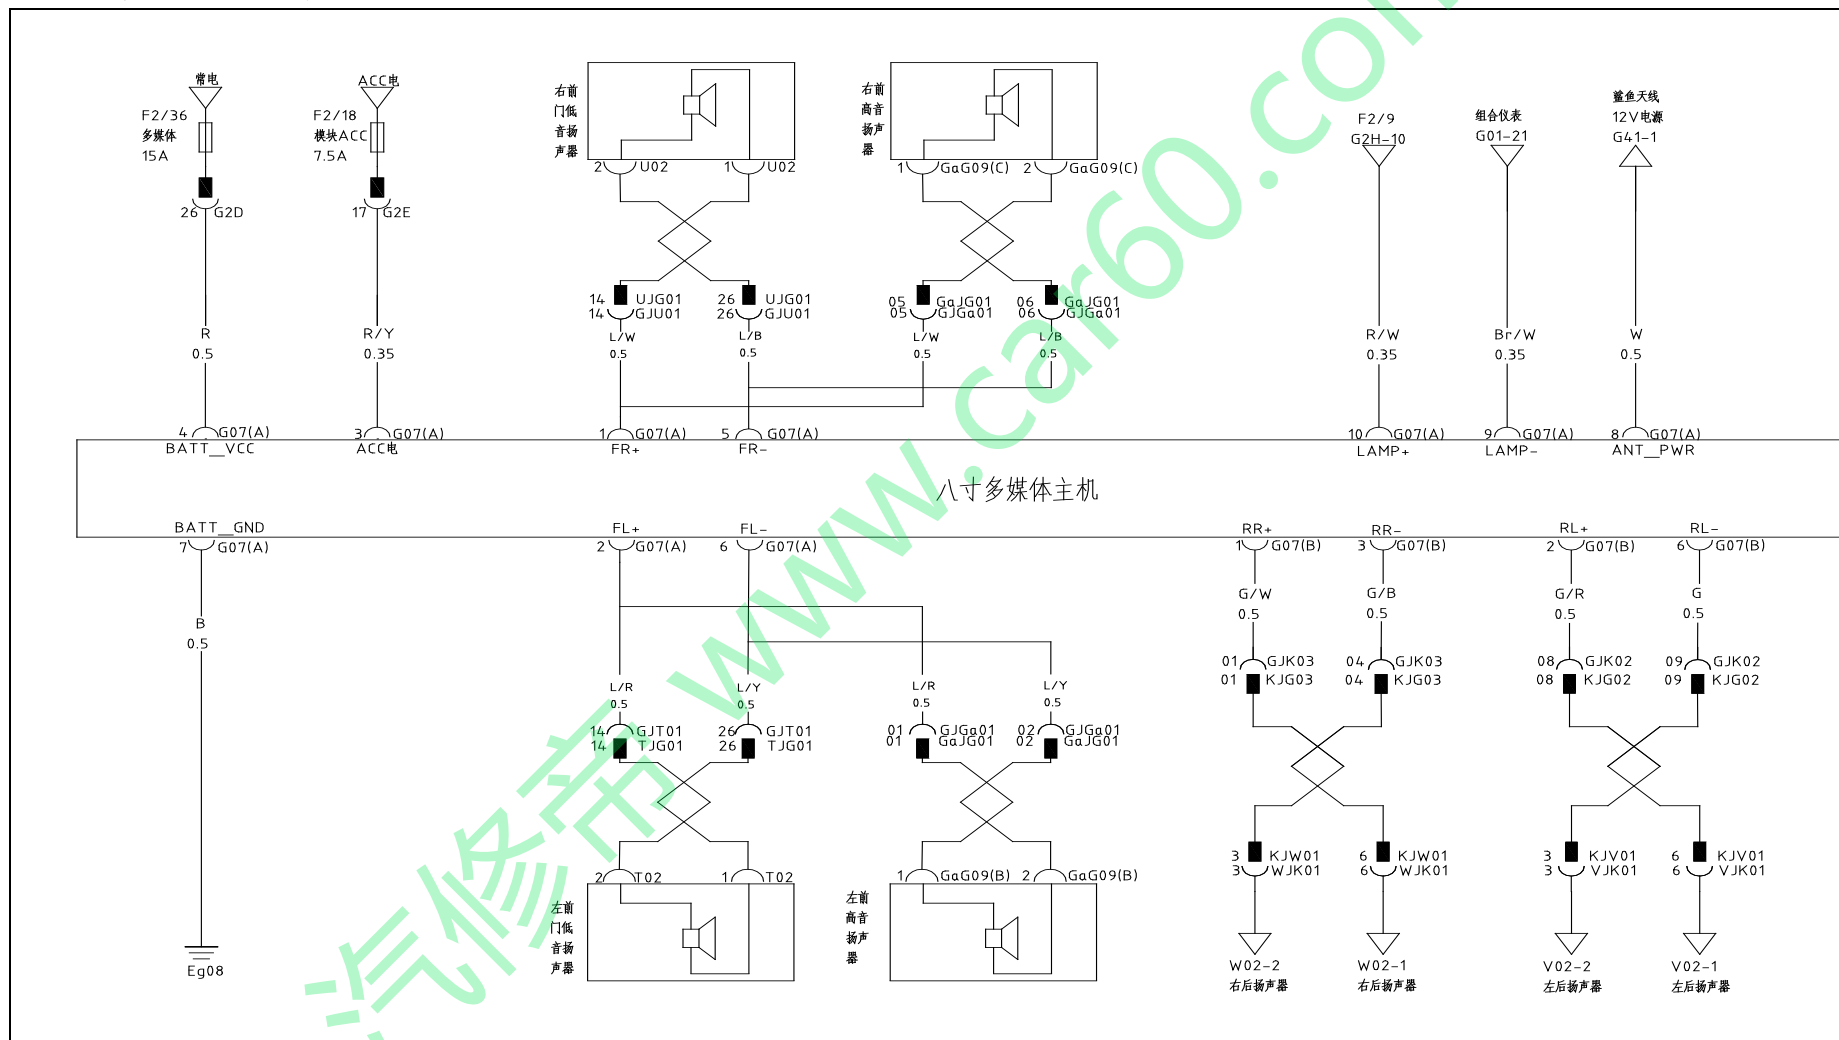 常电
F2/36
多媒体
15A
26 G2D
R
0.5
4 G07(A)
BATT__VCC
ACC电
F2/18
模块ACC
7.5A
17 G2E
R/Y
0.35
3 G07(A)
ACC电
右前
门低
音扬
声器
2 U02
1 U02
14 UJG01
14 GJU01
26 UJG01
26 GJU01
L/W
0.5
L/B
0.5
1 G07(A)
FR+
5 G07(A)
FR-
右前
高音
扬声
器
1 GaG09(C)
2 GaG09(C)
05 GaJG01
05 GJGa01
06 GaJG01
06 GJGa01
L/W
0.5
L/B
0.5
F2/9
G2H-10
R/W
0.35
10 G07(A)
LAMP+
组合仪表
G01-21
Br/W
0.35
9 G07(A)
LAMP-
鲨鱼天线
12V电源
G41-1
W
0.5
8 G07(A)
ANT__PWR
八寸多媒体主机
BATT__GND
7 G07(A)
B
0.5
Eg08
FL+
2 G07(A)
FL-
6 G07(A)
L/R
0.5
L/Y
0.5
14 GJT01
14 TJG01
26 GJT01
26 TJG01
2 T02
1 T02
左前
门低
音扬
声器
L/R
0.5
L/Y
0.5
01 GJGa01
01 GaJG01
02 GJGa01
02 GaJG01
1 GaG09(B)
2 GaG09(B)
左前
高音
扬声
器
RR+
1 G07(B)
G/W
0.5
01 GJK03
01 KJG03
RR-
3 G07(B)
G/B
0.5
04 GJK03
04 KJG03
3 KJW01
3 WJK01
6 KJW01
6 WJK01
W02-2
右后扬声器
W02-1
右后扬声器
RL+
2 G07(B)
G/R
0.5
08 GJK02
08 KJG02
RL-
6 G07(B)
G
0.5
09 GJK02
09 KJG02
3 KJV01
3 VJK01
6 KJV01
6 VJK01
V02-2
左后扬声器
V02-1
左后扬声器
汽修帝 www.car60.com